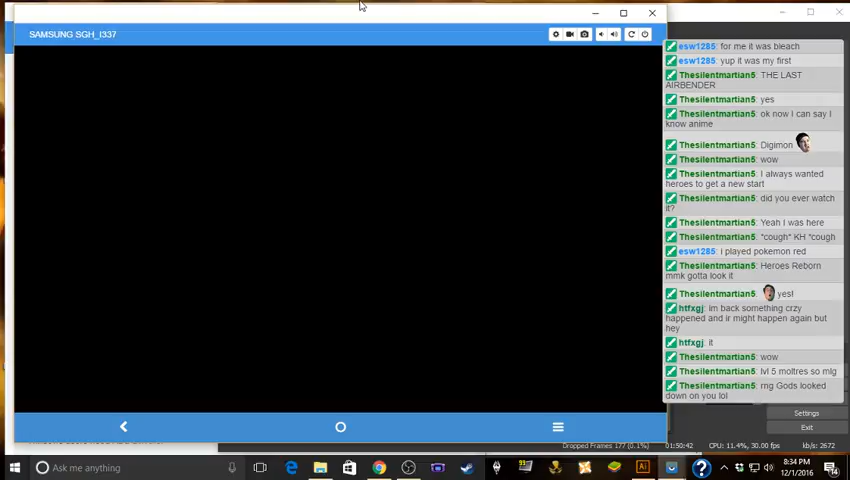 SAMSUNG SGH_I337
esw1285: for me it was bleach
esw1285: yup it was my first
Thesilentmartian5: THE LAST
AIRBENDER
Thesilentmartian5: yes
Thesilentmartian5: ok now I can say I
know anime
Thesilentmartian5: Digimon
Thesilentmartian5: wow
Thesilentmartian5: I always wanted
heroes to get a new start
Thesilentmartian5: did you ever watch
it?
Thesilentmartian5: Yeah I was here
Thesilentmartian5: "cough" KH "cough
esw1285: i played pokemon red
Thesilentmartian5: Heroes Reborn
mmk gotta look it
Thesilentmartian5: yes!
htfxgj: im back something crzy
happened and ir might happen again but
hey
htfxgj: it
Thesilentmartian5: wow
Thesilentmartian5: lvl 5 moltres so mlg
Thesilentmartian5: rng Gods looked
down on you lol
Settings
Exit
Dropped Frames 177 (0.1%)
01:50:42
CPU: 11.4%, 30.00 fps
kb/s: 2672
Ask me anything
99
Ai
8:34 PM
12/1/2016
14